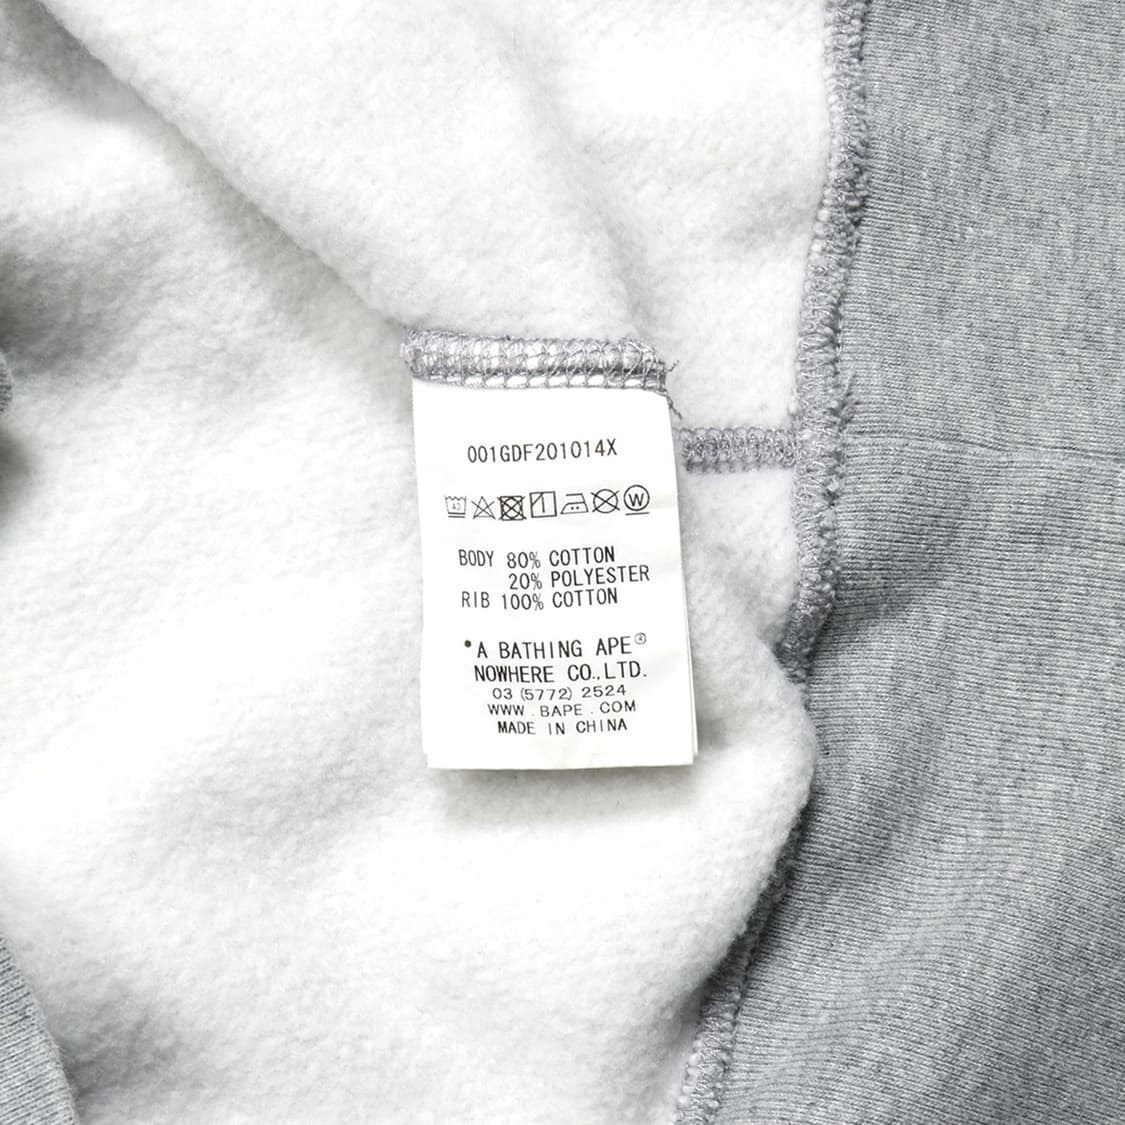 001GDF201014X
BODY 80% COTTON
20% POLYESTER
RIB 100% COTTON
*A BATHING APE®
NOWHERE CO.,LTD.
03 (5772) 2524
WWW . BAPE . COM
MADE IN CHINA